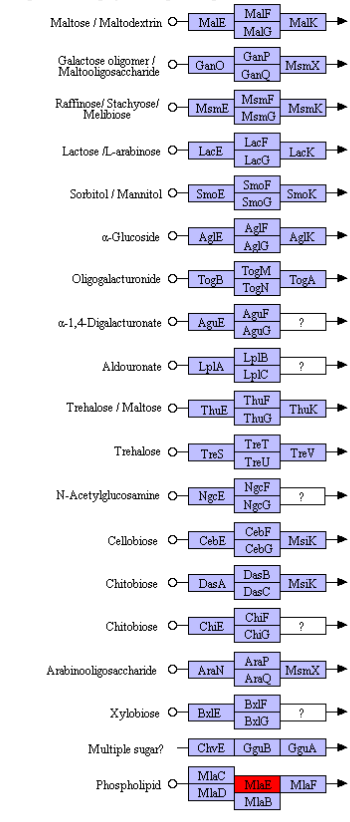 Maltose / Maltodextrin MalE MalF MalK
MalG
Galactose oligomer / GanO GanP MsmX
Maltooligosaccharide GanQ
Raffinose/ Stachyose/ MsmE MsmF MsmK
Melibiose MsmG
Lactose /L-arabinose LacE LacF LacK
LacG
Sorbitol / Mannitol SmoE SmoF SmoK
SmoG
α-Glucoside AglE AglF AglK
AglG
Oligogalacturonide TogB TogM TogA
TogN
α-1,4-Digalacturonate AguE AguF ?
AguG
Aldouronate LplA LplB ?
LplC
Trehalose / Maltose ThuE ThuF ThuK
ThuG
Trehalose TreS TreT TreV
TreU
N-Acetylglucosamine NgcE NgcF ?
NgcG
Cellobiose CebE CebF MsiK
CebG
Chitobiose DasA DasB MsiK
DasC
Chitobiose ChiE ChiF ?
ChiG
Arabinooligosaccharide AraN AraP MsmX
AraQ
Xylobiose BxlE BxlF ?
BxlG
Multiple sugar? ChvE GguB GguA
Phospholipid MlaC MlaE MlaF
MlaD MlaB